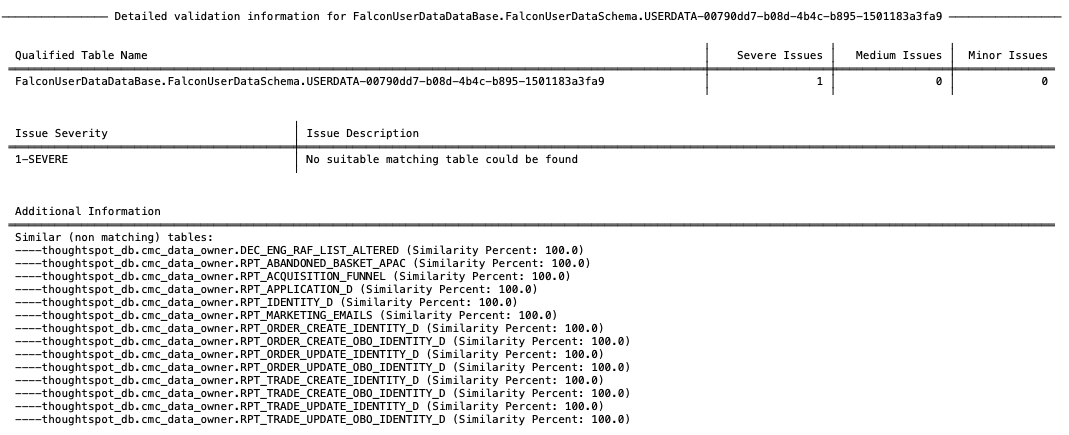 Detailed validation information for FalconUserDataDataBase.FalconUserDataSchema.USERDATA-00790dd7-b08d-4b4c-b895-1501183a3fa9
Qualified Table Name Severe Issues Medium Issues Minor Issues
FalconUserDataDataBase.FalconUserDataSchema.USERDATA-00790dd7-b08d-4b4c-b895-1501183a3fa9 1 0 0
Issue Severity Issue Description
1-SEVERE No suitable matching table could be found
Additional Information
Similar (non matching) tables:
----thoughtspot_db.cmc_data_owner.DEC_ENG_RAF_LIST_ALTERED (Similarity Percent: 100.0)
----thoughtspot_db.cmc_data_owner.RPT_ABANDONED_BASKET_APAC (Similarity Percent: 100.0)
----thoughtspot_db.cmc_data_owner.RPT_ACQUISITION_FUNNEL (Similarity Percent: 100.0)
----thoughtspot_db.cmc_data_owner.RPT_APPLICATION_D (Similarity Percent: 100.0)
----thoughtspot_db.cmc_data_owner.RPT_IDENTITY_D (Similarity Percent: 100.0)
----thoughtspot_db.cmc_data_owner.RPT_MARKETING_EMAILS (Similarity Percent: 100.0)
----thoughtspot_db.cmc_data_owner.RPT_ORDER_CREATE_IDENTITY_D (Similarity Percent: 100.0)
----thoughtspot_db.cmc_data_owner.RPT_ORDER_CREATE_OBO_IDENTITY_D (Similarity Percent: 100.0)
----thoughtspot_db.cmc_data_owner.RPT_ORDER_UPDATE_IDENTITY_D (Similarity Percent: 100.0)
----thoughtspot_db.cmc_data_owner.RPT_ORDER_UPDATE_OBO_IDENTITY_D (Similarity Percent: 100.0)
----thoughtspot_db.cmc_data_owner.RPT_TRADE_CREATE_IDENTITY_D (Similarity Percent: 100.0)
----thoughtspot_db.cmc_data_owner.RPT_TRADE_CREATE_OBO_IDENTITY_D (Similarity Percent: 100.0)
----thoughtspot_db.cmc_data_owner.RPT_TRADE_UPDATE_IDENTITY_D (Similarity Percent: 100.0)
----thoughtspot_db.cmc_data_owner.RPT_TRADE_UPDATE_OBO_IDENTITY_D (Similarity Percent: 100.0)